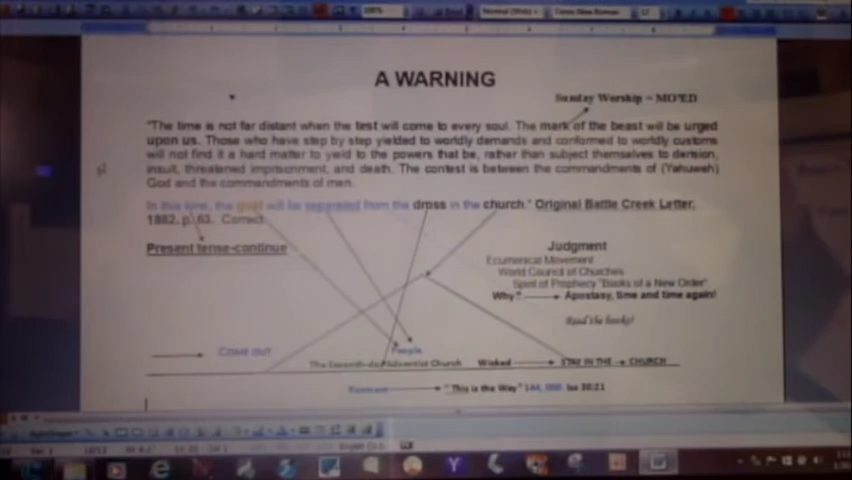 A WARNING
Sunday Worship ~ MO'ED
"The time is not far distant when the test will come to every soul. The mark of the beast will be urged
upon us. Those who have step by step yielded to worldly demands and conformed to worldly customs
will not find it a hard matter to yield to the powers that be, rather than subject themselves to derision,
insult, threatened imprisonment, and death. The contest is between the commandments of (Yahuweh)
God and the commandments of men.
In this time, the gold will be separated from the dross in the church." Original Battle Creek Letter,
1882, p. 63. Correct
Present tense-continue
Judgment
Ecumenical Movement
World Council of Churches
Spirit of Prophecy "Books of a New Order"
Why? Apostasy, time and time again!
Read the books!
Come out
People
The Seventh-day Adventist Church Wicked STAY IN THE CHURCH
"This is the Way" Isa 30:21